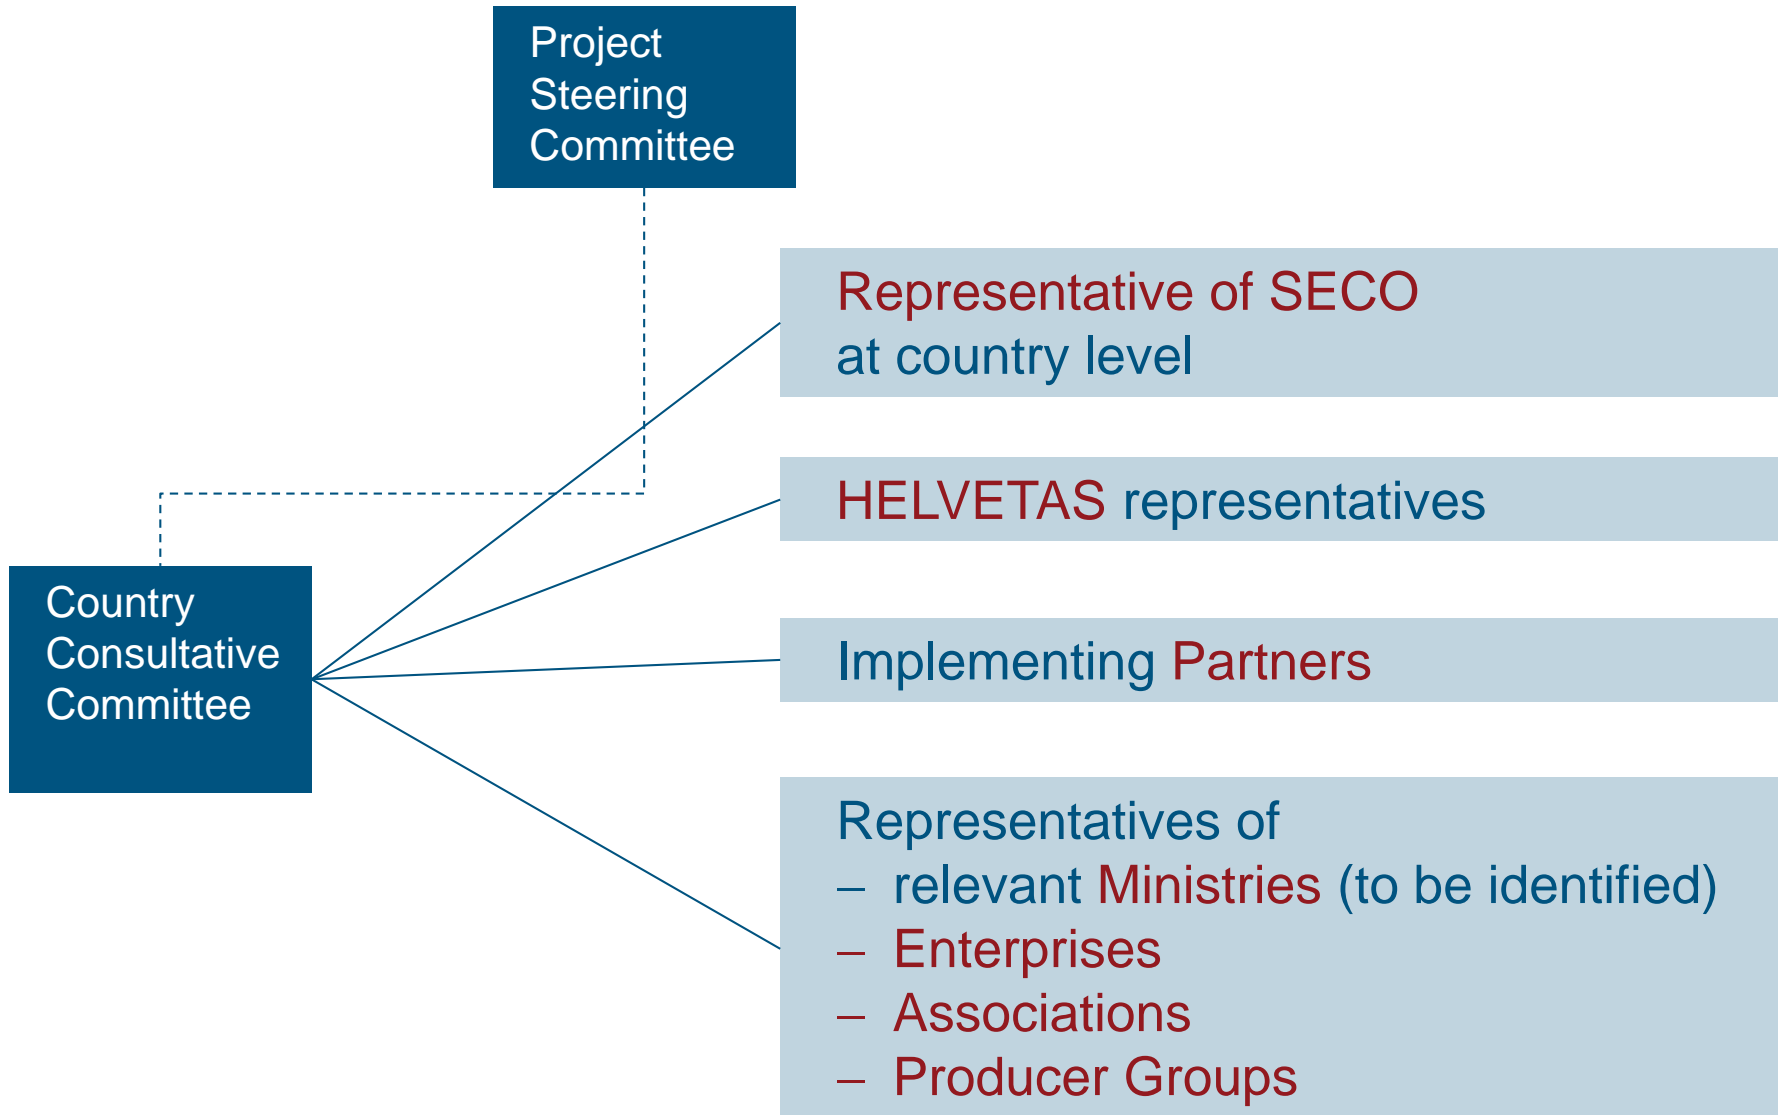 Project
Steering
Committee
Representative of SECO
at country level
HELVETAS representatives
Country
Consultative
Committee
Implementing Partners
Representatives of
– relevant Ministries (to be identified)
– Enterprises
– Associations
– Producer Groups